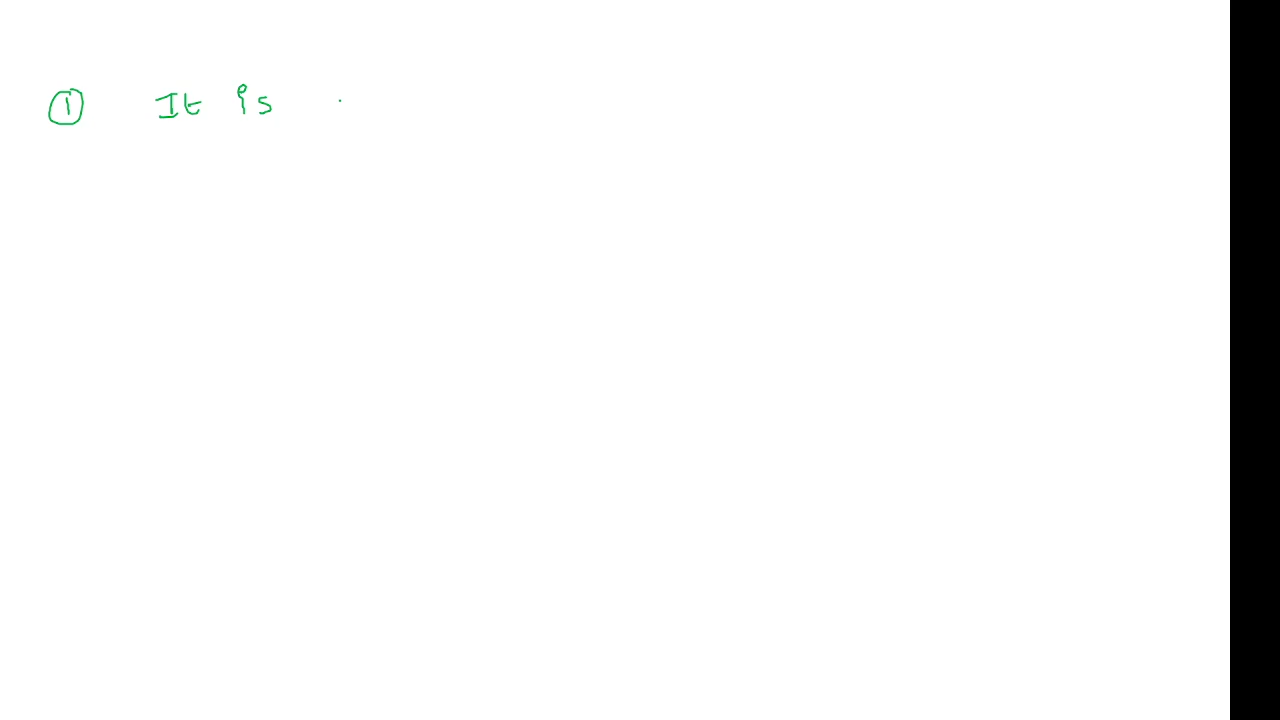 ① It is